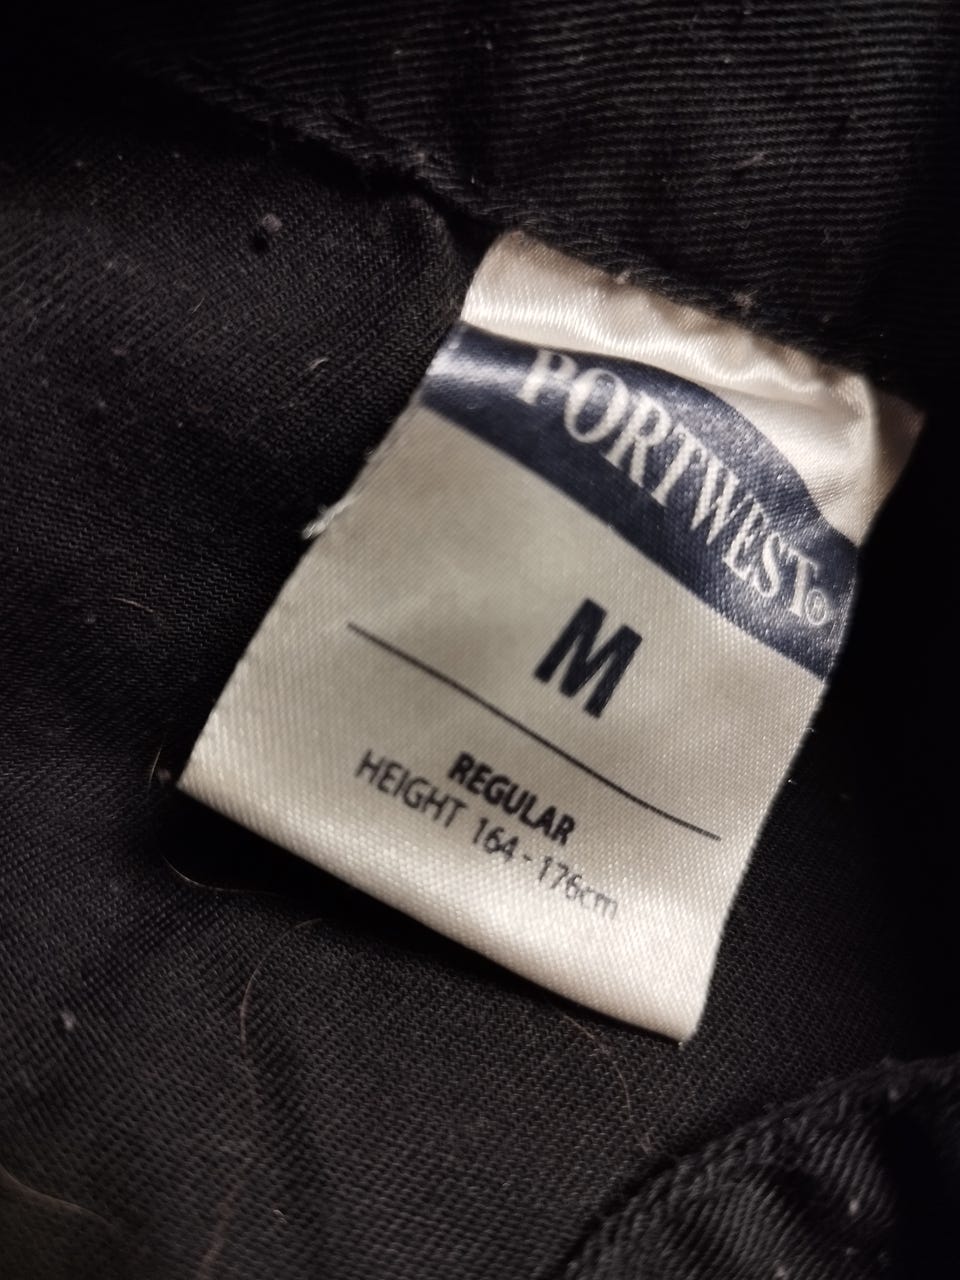 PORTWEST®
M
REGULAR
HEIGHT 164-176cm